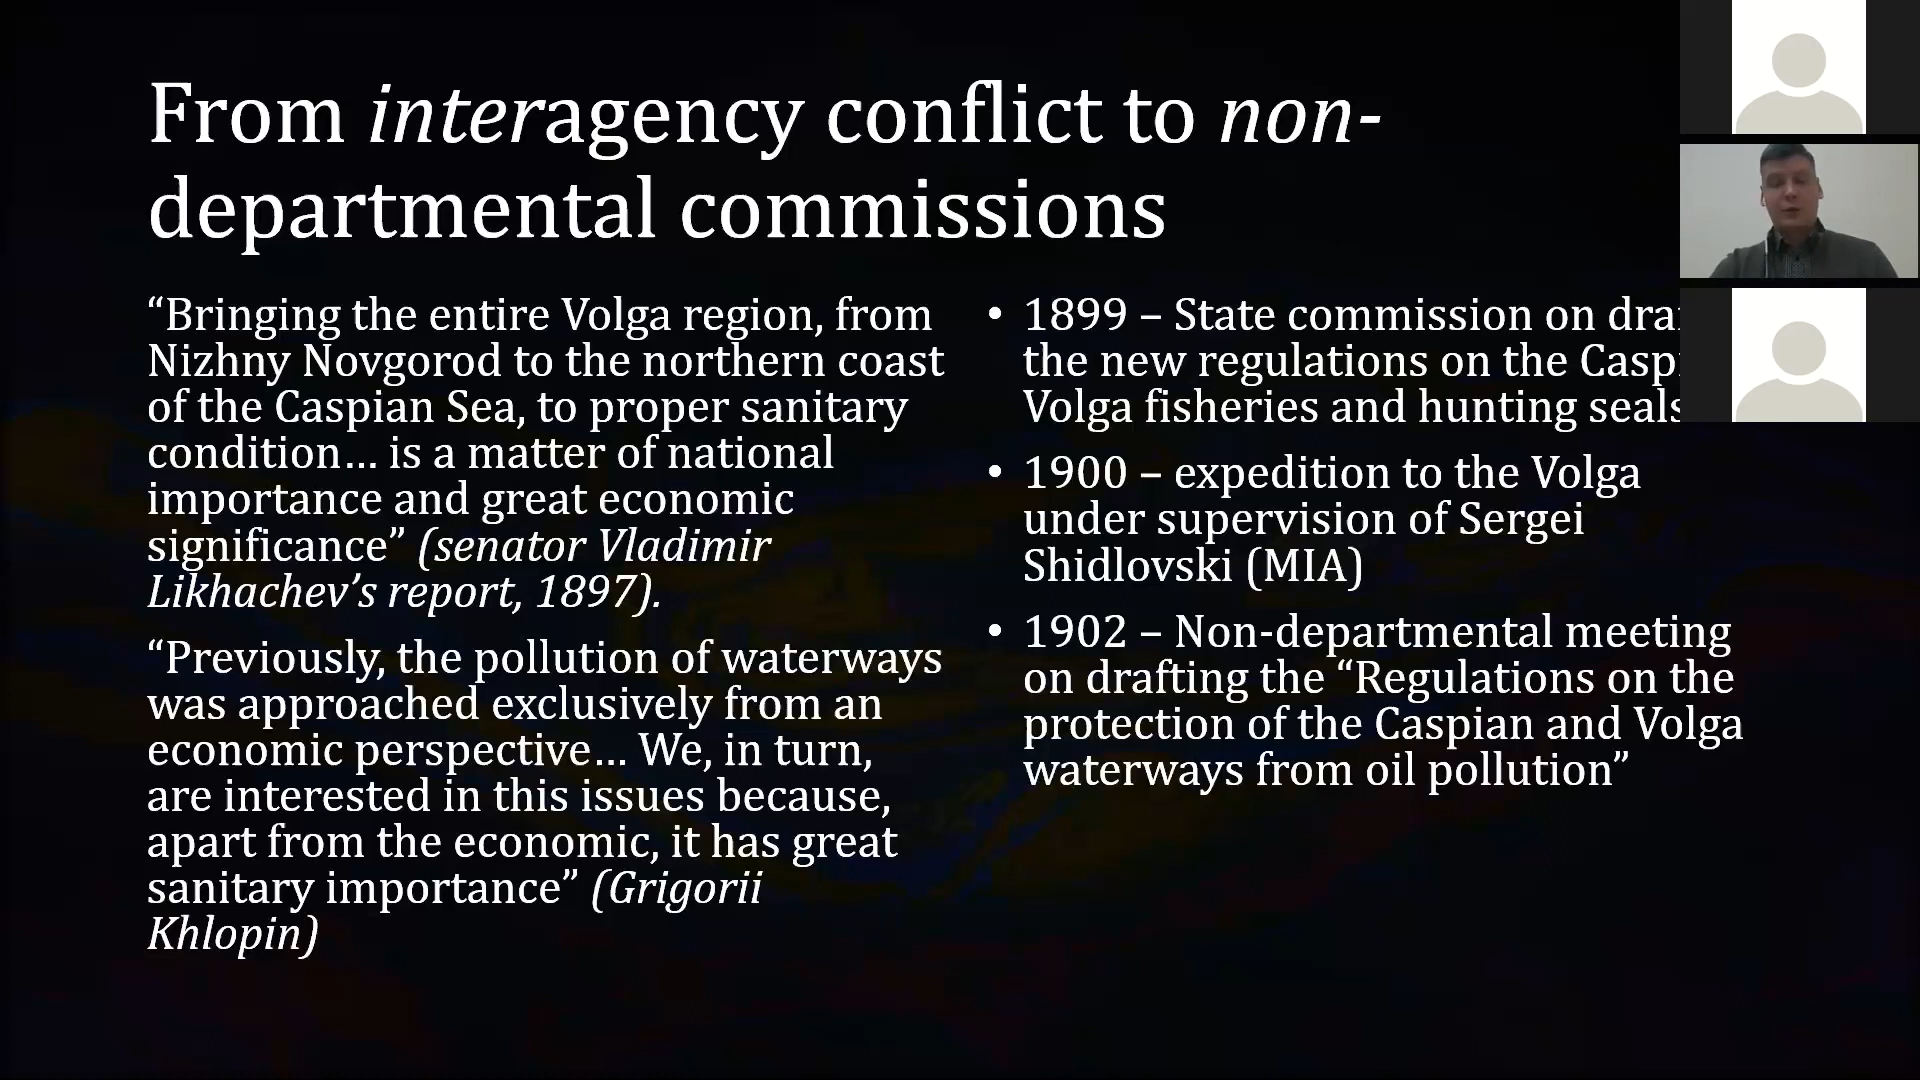 From interagency conflict to non-
departmental commissions
“Bringing the entire Volga region, from
Nizhny Novgorod to the northern coast
of the Caspian Sea, to proper sanitary
condition… is a matter of national
importance and great economic
significance” (senator Vladimir
Likhachev’s report, 1897).
“Previously, the pollution of waterways
was approached exclusively from an
economic perspective… We, in turn,
are interested in this issues because,
apart from the economic, it has great
sanitary importance” (Grigorii
Khlopin)
• 1899 – State commission on
the new regulations on the
Volga fisheries and hunting seals
• 1900 – expedition to the Volga
under supervision of Sergei
Shidlovski (MIA)
• 1902 – Non-departmental meeting
on drafting the “Regulations on the
protection of the Caspian and Volga
waterways from oil pollution”